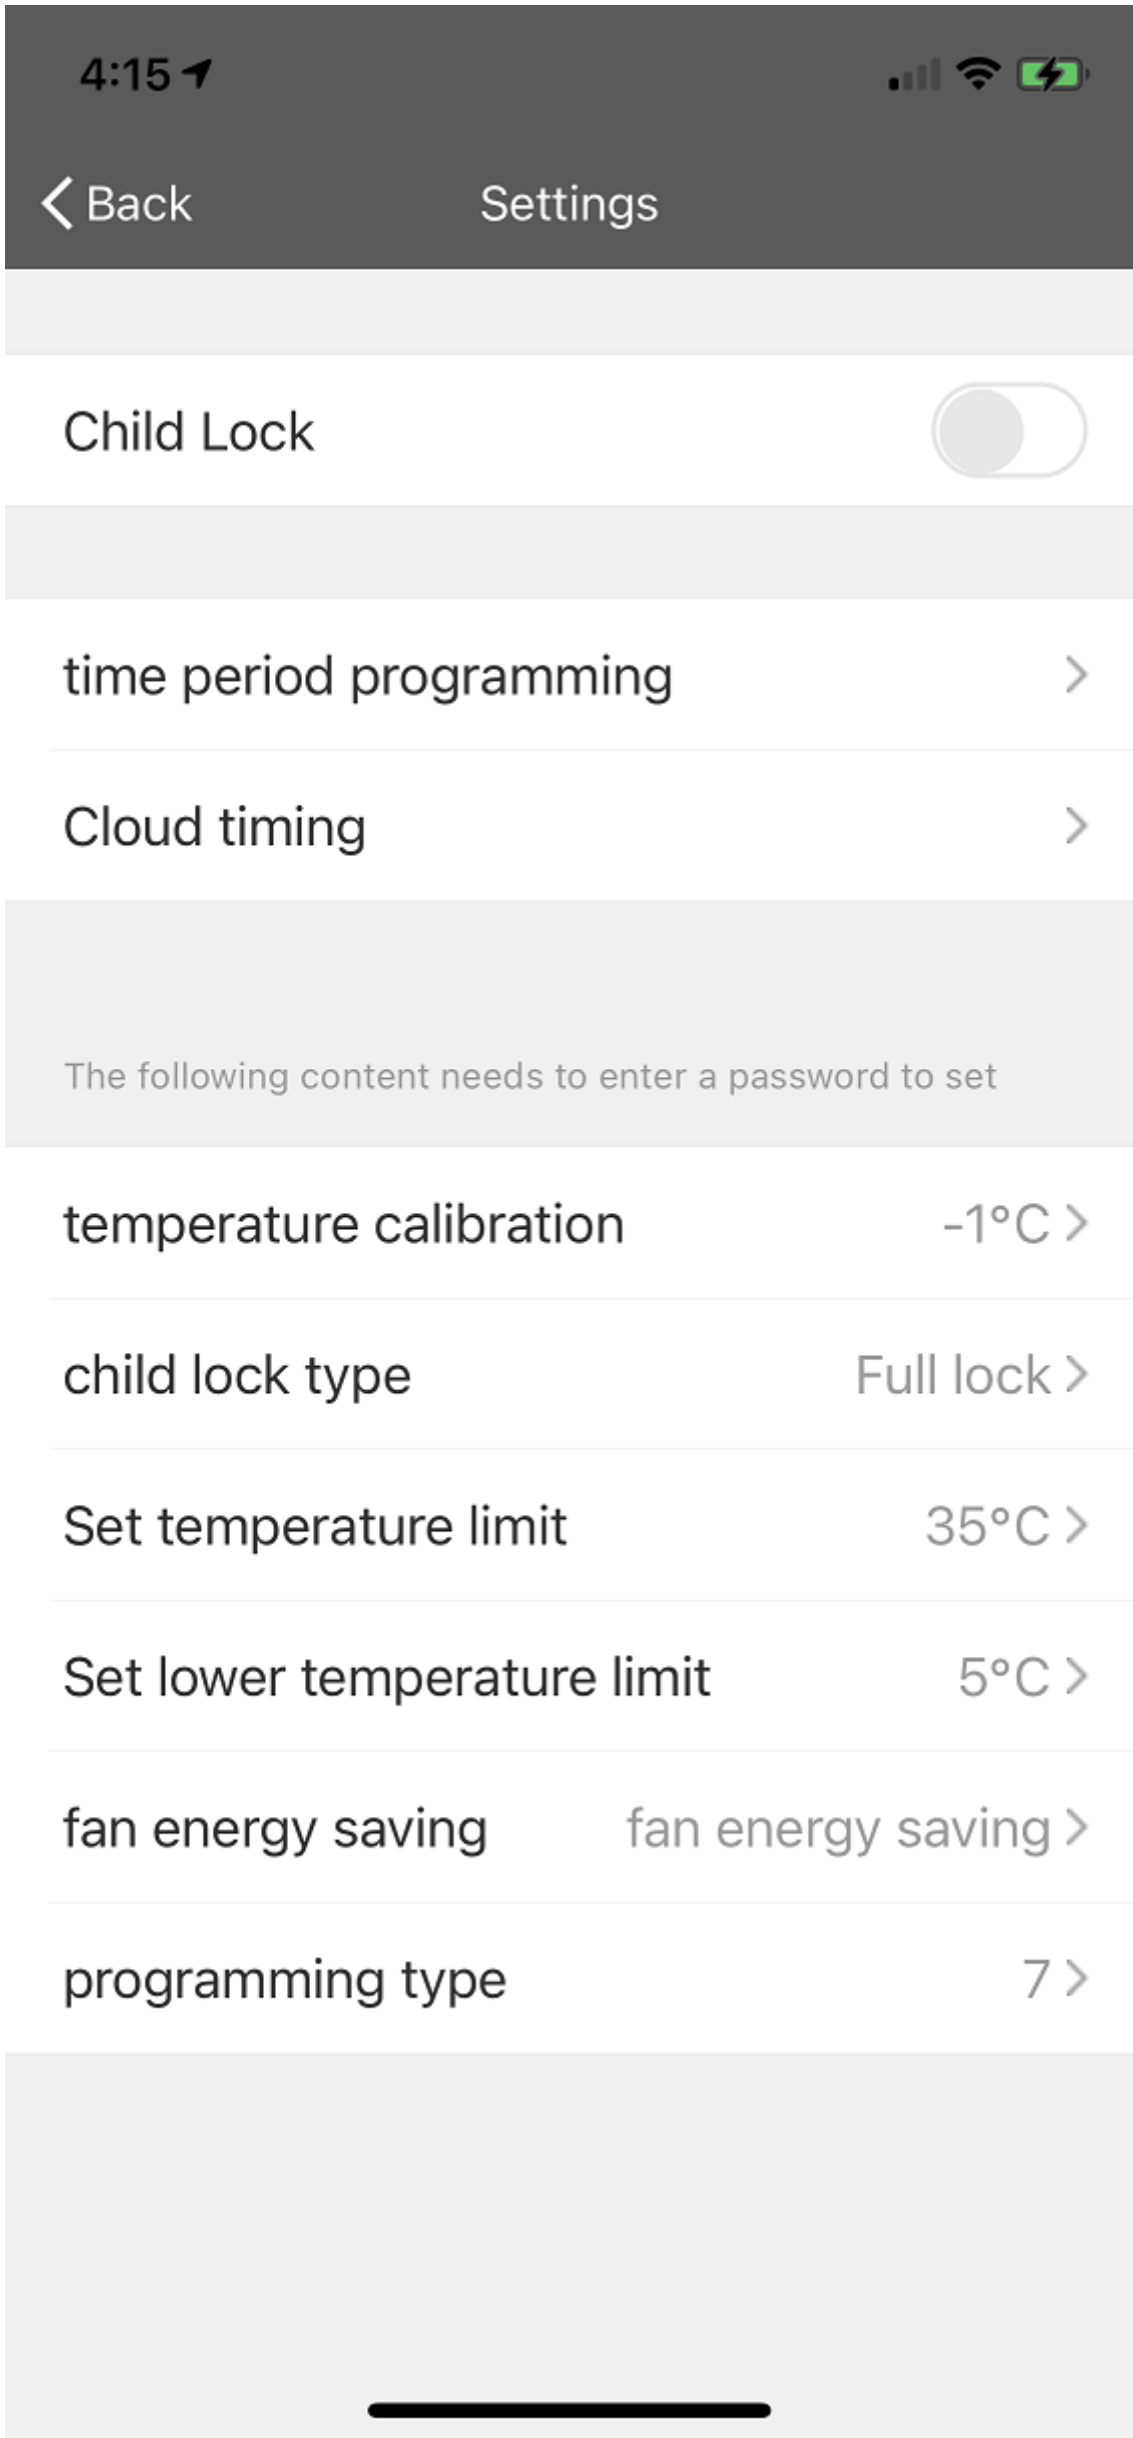 4:15
Back Settings
Child Lock
time period programming
Cloud timing
The following content needs to enter a password to set
temperature calibration -1°C
child lock type Full lock
Set temperature limit 35°C
Set lower temperature limit 5°C
fan energy saving fan energy saving
programming type 7